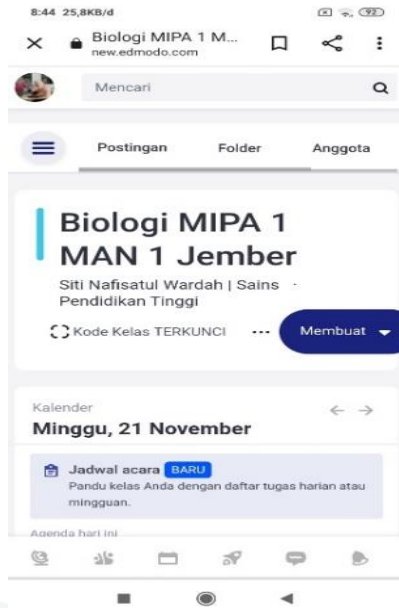 8:44 25,8KB/d
92
Biologi MIPA 1 M...
new.edmodo.com
Mencari
Postingan Folder Anggota
Biologi MIPA 1
MAN 1 Jember
Siti Nafisatul Wardah | Sains ·
Pendidikan Tinggi
Kode Kelas TERKUNCI ... Membuat
Kalender
Minggu, 21 November
Jadwal acara BARU
Pandu kelas Anda dengan daftar tugas harian atau
mingguan.
Agenda hari ini